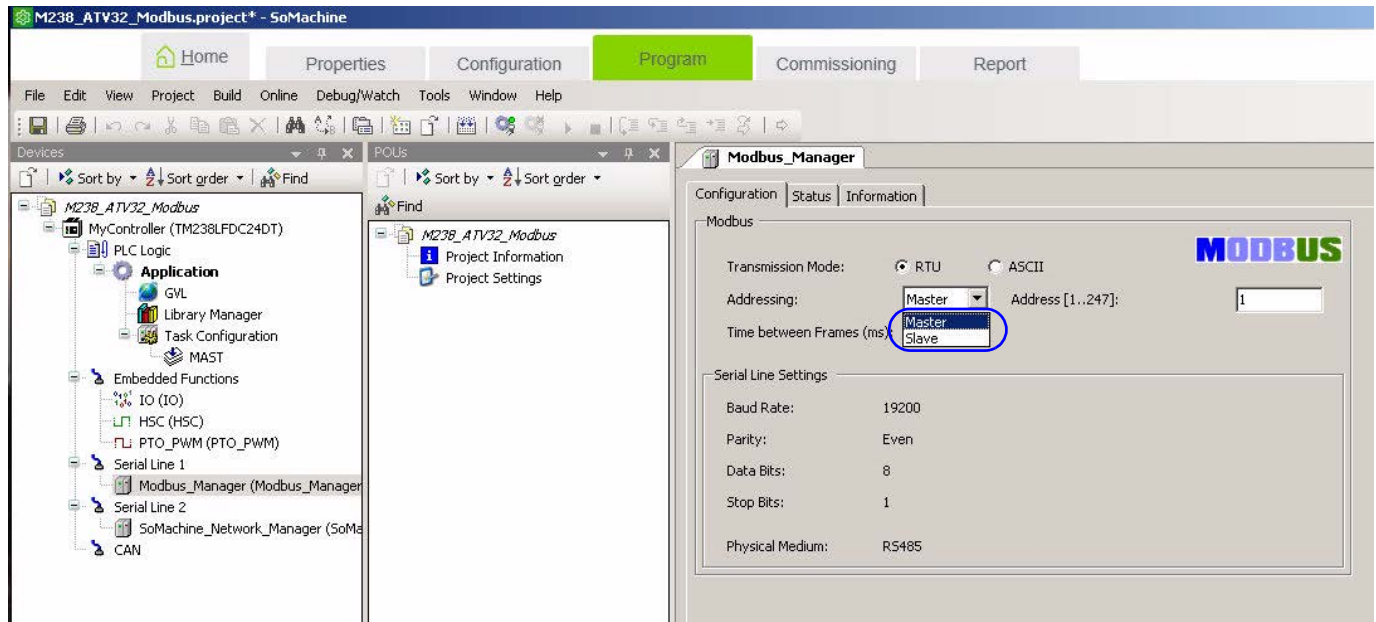 M238_ATV32_Modbus.project* - SoMachine
Home Properties Configuration Program Commissioning Report
File Edit View Project Build Online Debug/Watch Tools Window Help
Devices
Sort by Sort order Find
M238_ATV32_Modbus
MyController (TM238LFDC24DT)
PLC Logic
Application
GVL
Library Manager
Task Configuration
MAST
Embedded Functions
IO (IO)
HSC (HSC)
PTO_PWM (PTO_PWM)
Serial Line 1
Modbus_Manager (Modbus_Manager
Serial Line 2
SoMachine_Network_Manager (SoMa
CAN
POUs
Sort by Sort order
Find
M238_ATV32_Modbus
Project Information
Project Settings
Modbus_Manager
Configuration Status Information
Modbus
MODBUS
Transmission Mode: RTU ASCII
Addressing: Master Address [1..247]: 1
Master
Time between Frames (ms):
Slave
Serial Line Settings
Baud Rate: 19200
Parity: Even
Data Bits: 8
Stop Bits: 1
Physical Medium: RS485